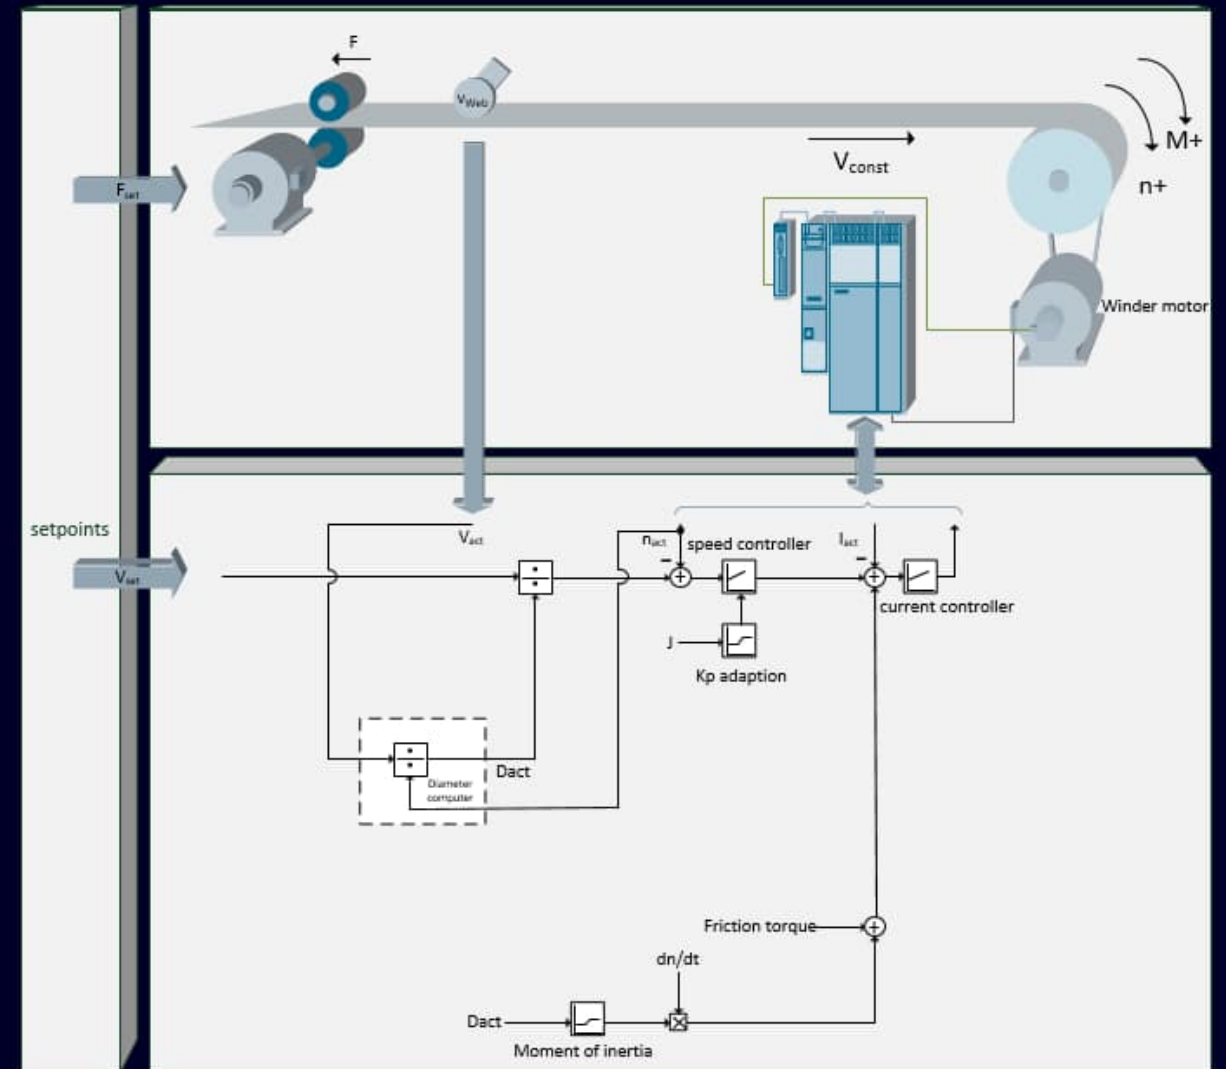 F
VWeb
M+
Vconst
n+
Fset
Winder motor
setpoints
Vact
nact
speed controller
Iact
Vset
current controller
J
Kp adaption
Dact
Diameter
computer
Friction torque
dn/dt
Dact
Moment of inertia